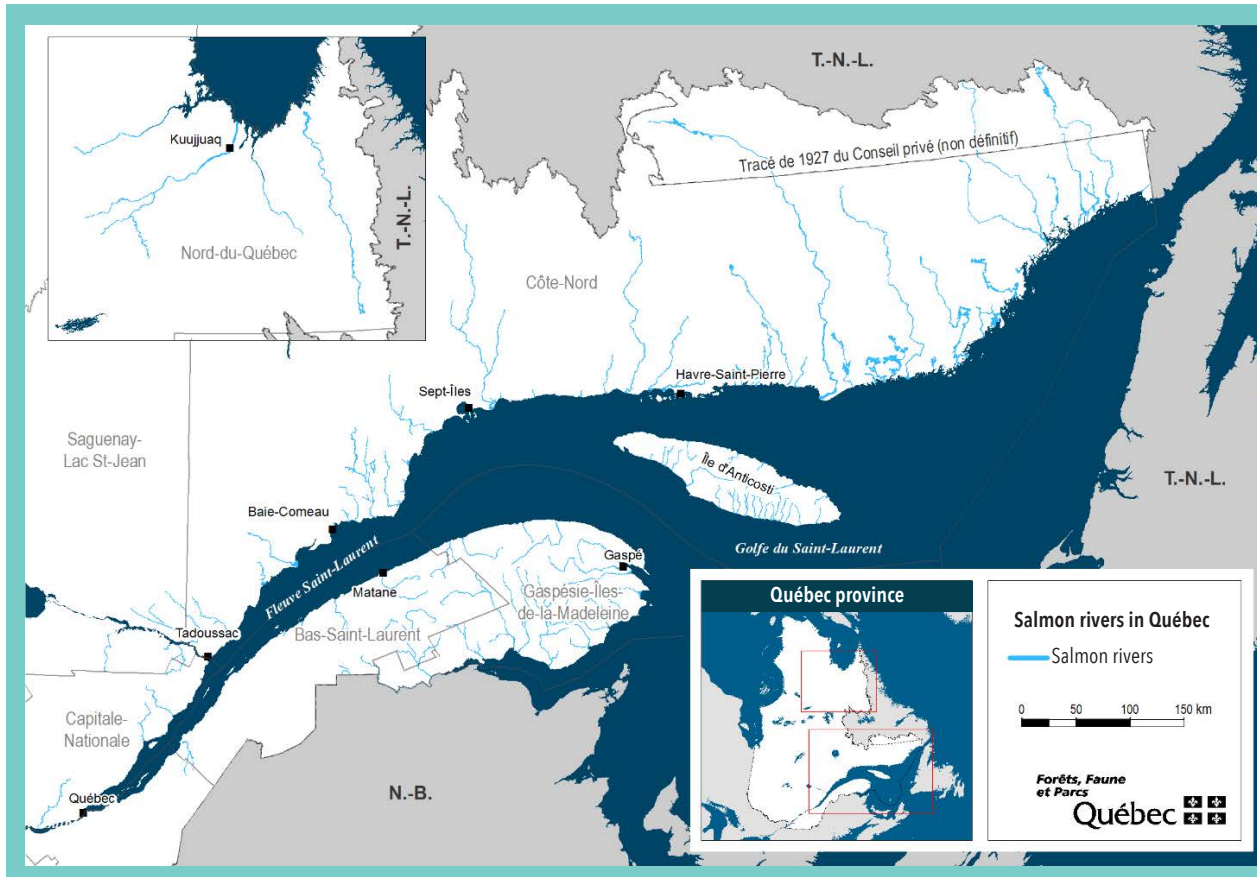 T.-N.-L.
Kuujjuaq
T.-N.-L.
Nord-du-Québec
Tracé de 1927 du Conseil privé (non définitif)
Côte-Nord
Havre-Saint-Pierre
Sept-Îles
Saguenay-
Lac St-Jean
Île d'Anticosti
T.-N.-L.
Baie-Comeau
Fleuve Saint-Laurent
Golfe du Saint-Laurent
Gaspé
Matane
Gaspésie-Îles-
de-la-Madeleine
Bas-Saint-Laurent
Tadoussac
Capitale-
Nationale
Québec
N.-B.
Québec province
Salmon rivers in Québec
Salmon rivers
0 50 100 150 km
Forêts, Faune
et Parcs
Québec